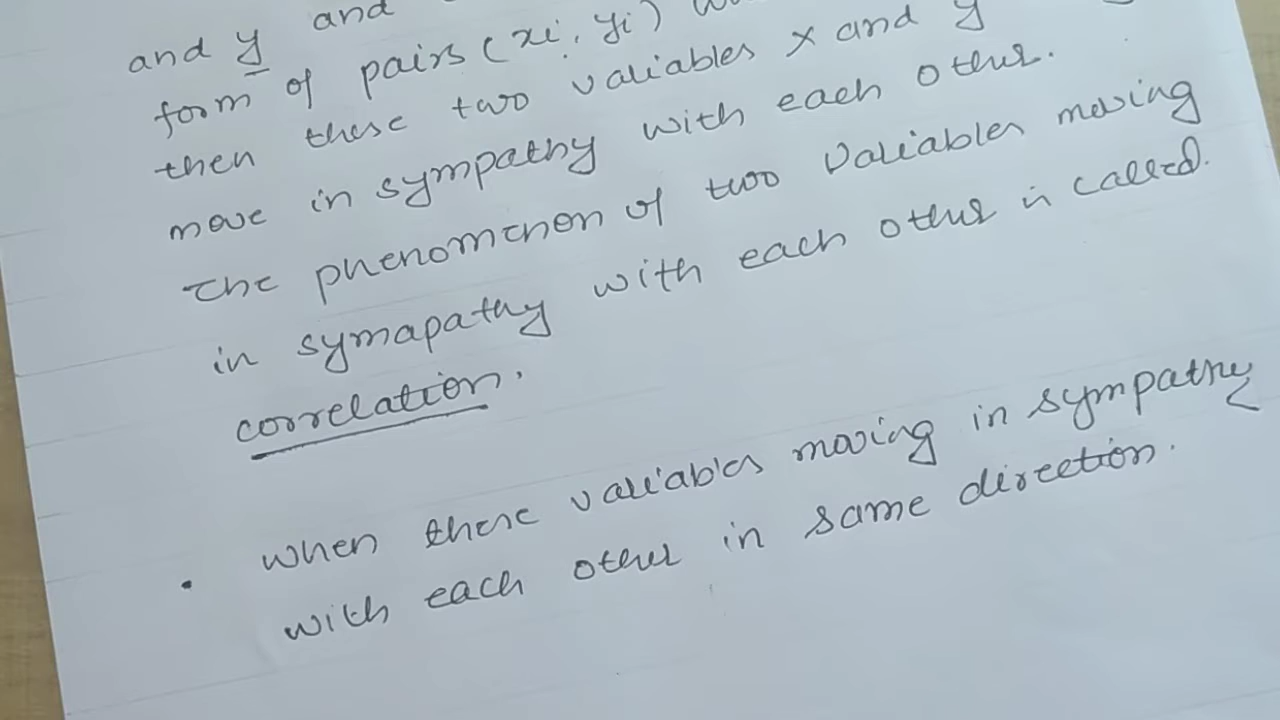 and y and
form of pairs (xi, yi)
then these two variables x and y
move in sympathy with each other.
The phenomenon of two variables moving
in symapathy with each other is called.
correlation.
. when these variables moving in sympathy
with each other in same direction.